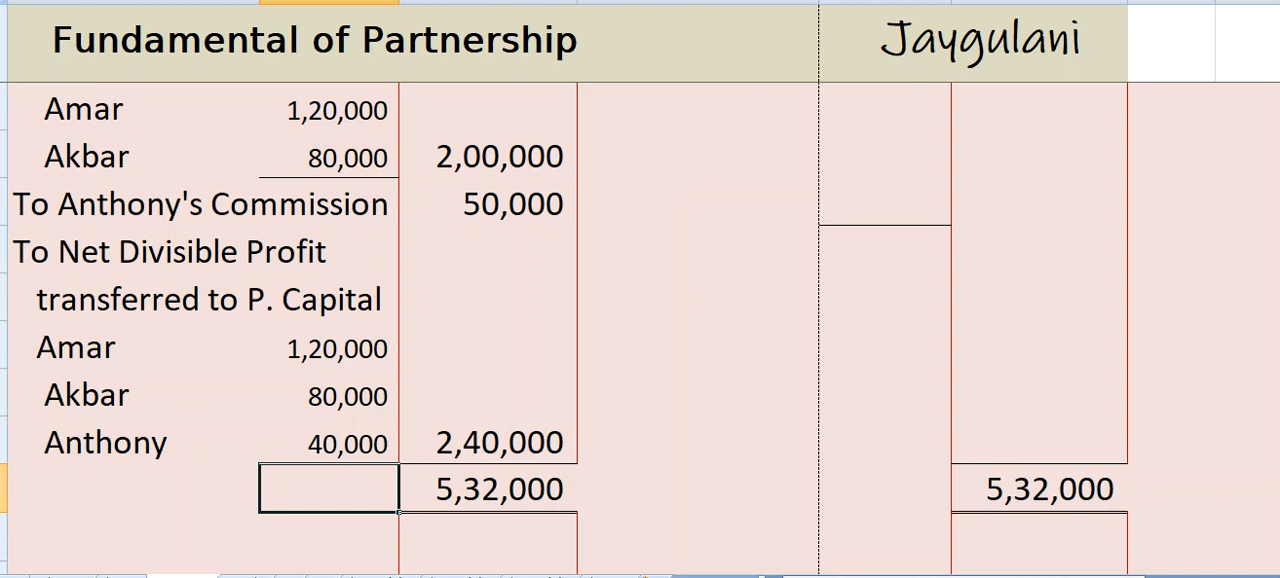 Fundamental of Partnership Jaygulani
Amar 1,20,000
Akbar 80,000 2,00,000
To Anthony's Commission 50,000
To Net Divisible Profit
transferred to P. Capital
Amar 1,20,000
Akbar 80,000
Anthony 40,000 2,40,000
5,32,000 5,32,000